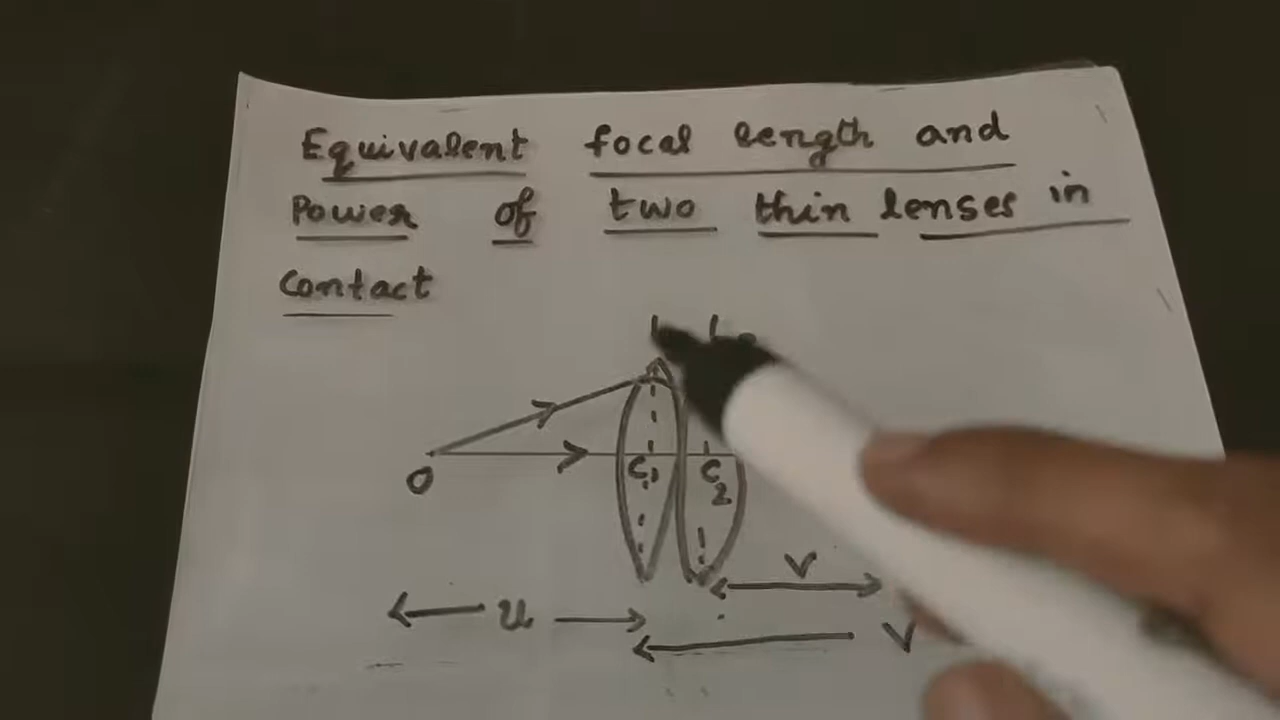 Equivalent focal length and
Power of two thin lenses in
Contact
O
C1
C2
V
u
V